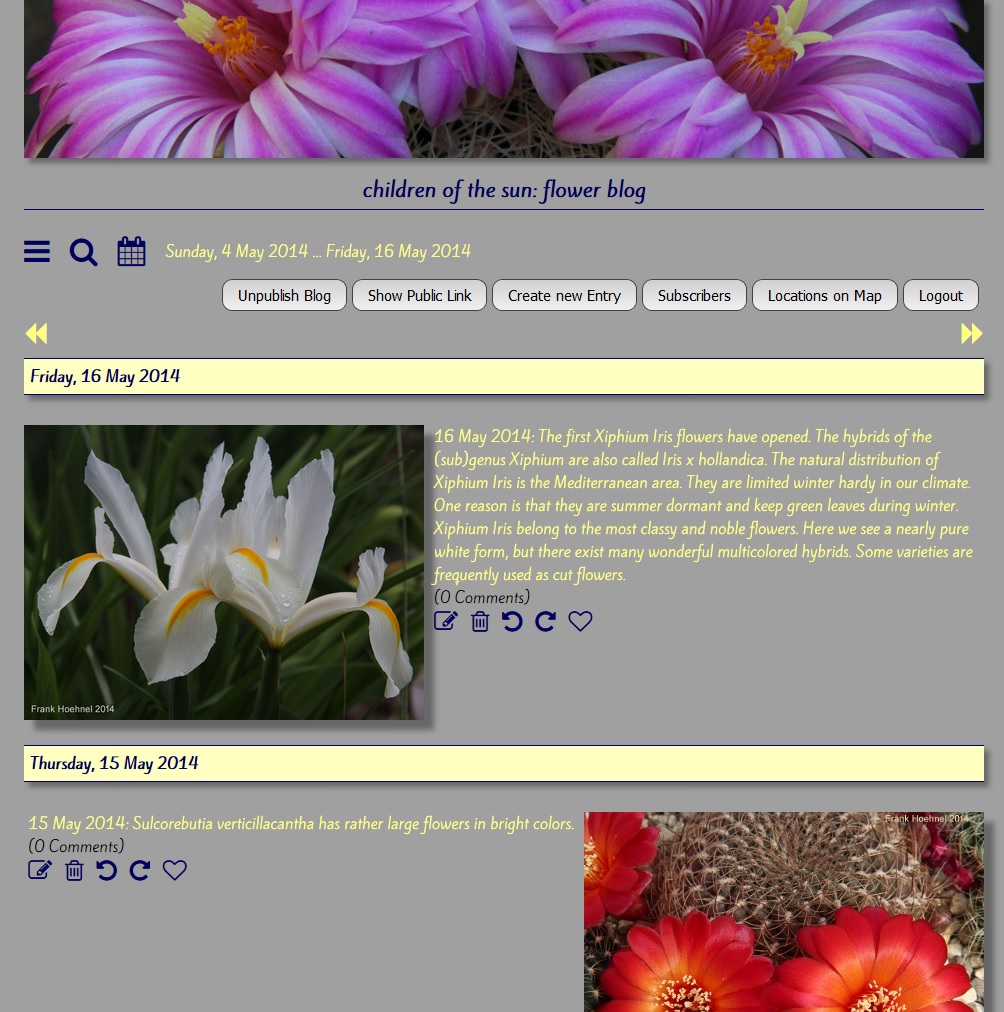 children of the sun: flower blog
Sunday, 4 May 2014 ... Friday, 16 May 2014
Unpublish Blog Show Public Link Create new Entry Subscribers Locations on Map Logout
Friday, 16 May 2014
16 May 2014: The first Xiphium Iris flowers have opened. The hybrids of the
(sub)genus Xiphium are also called Iris x hollandica. The natural distribution of
Xiphium Iris is the Mediterranean area. They are limited winter hardy in our climate.
One reason is that they are summer dormant and keep green leaves during winter.
Xiphium Iris belong to the most classy and noble flowers. Here we see a nearly pure
white form, but there exist many wonderful multicolored hybrids. Some varieties are
frequently used as cut flowers.
(0 Comments)
Frank Hoehnel 2014
Thursday, 15 May 2014
15 May 2014: Sulcorebutia verticillacantha has rather large flowers in bright colors.
(0 Comments)
Frank Hoehnel 2014